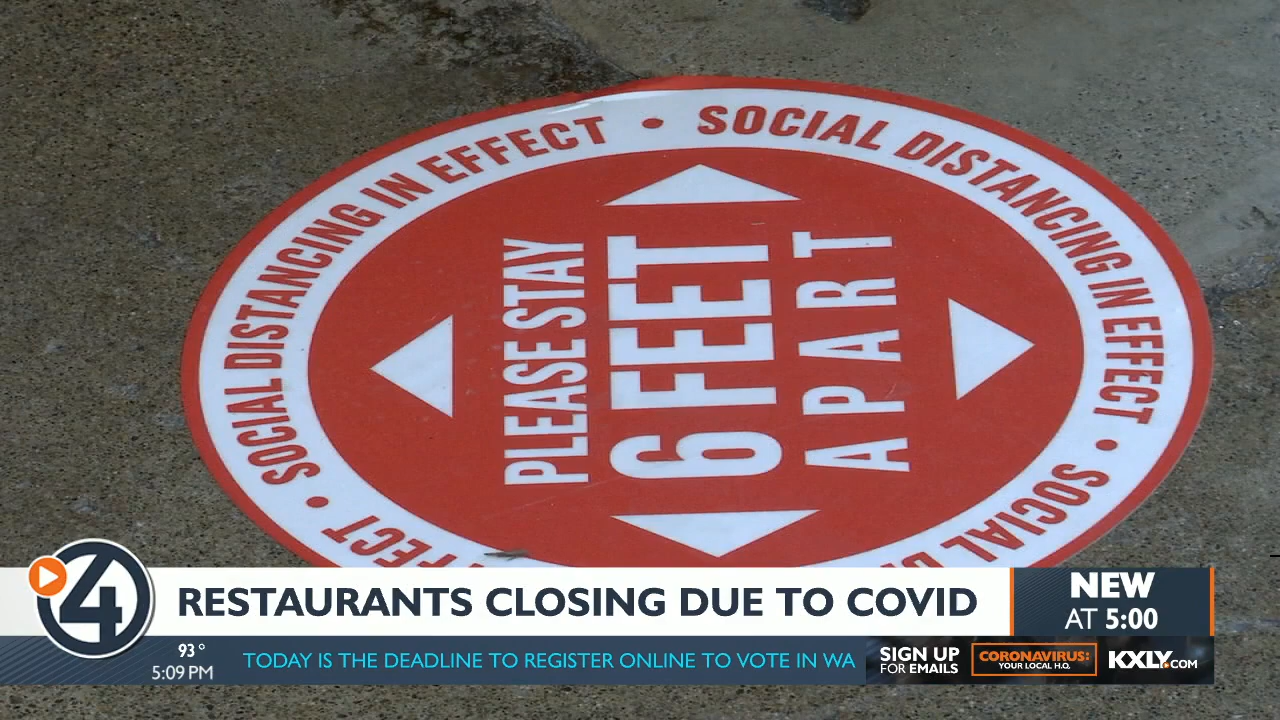 SOCIAL DISTANCING IN EFFECT • SOCIAL DISTANCING IN EFFECT • SOCIAL
PLEASE STAY
6 FEET
APART
4
RESTAURANTS CLOSING DUE TO COVID
NEW
AT 5:00
93°
5:09 PM
TODAY IS THE DEADLINE TO REGISTER ONLINE TO VOTE IN WA
SIGN UP
FOR EMAILS
CORONAVIRUS:
YOUR LOCAL H.Q.
KXLY.COM